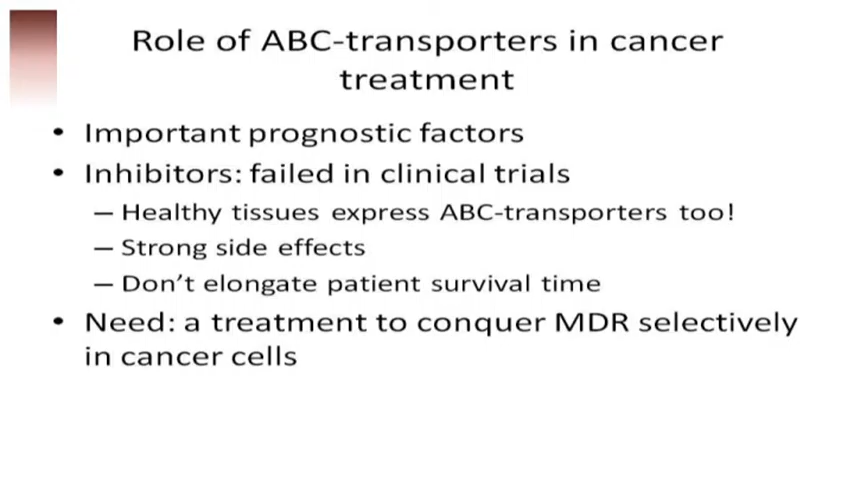 Role of ABC-transporters in cancer
treatment
• Important prognostic factors
• Inhibitors: failed in clinical trials
– Healthy tissues express ABC-transporters too!
– Strong side effects
– Don’t elongate patient survival time
• Need: a treatment to conquer MDR selectively
in cancer cells